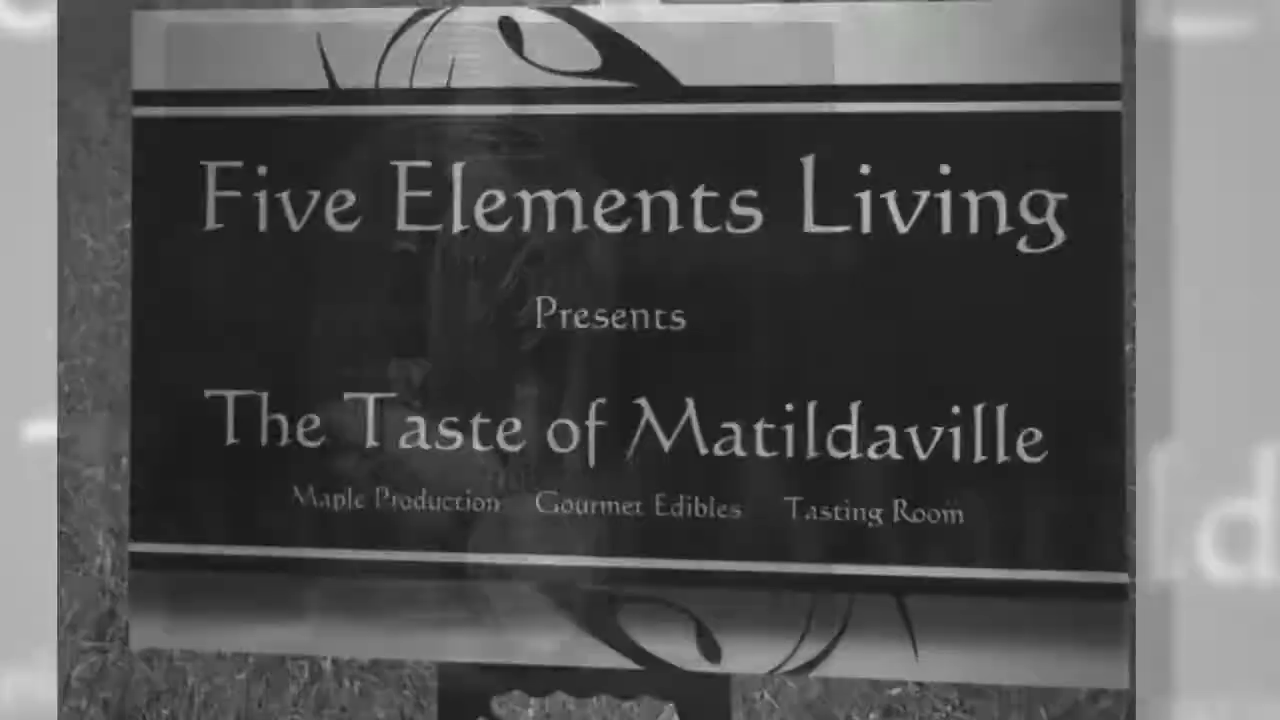 Five Elements Living
Presents
The Taste of Matildaville
Maple Production Gourmet Edibles Tasting Room